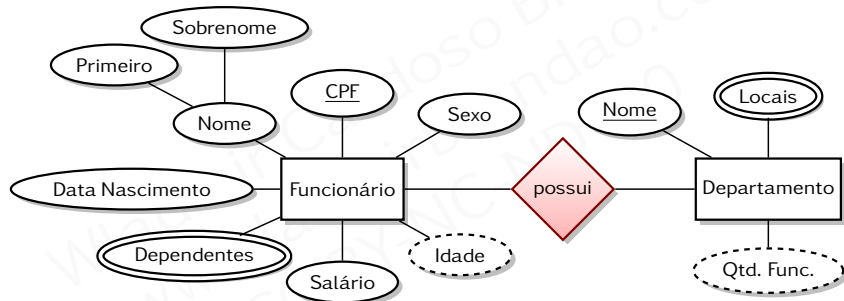 Sobrenome
Primeiro
Nome
CPF
Sexo
Nome
Locais
Data Nascimento
Funcionário
possui
Departamento
Dependentes
Salário
Idade
Qtd. Func.